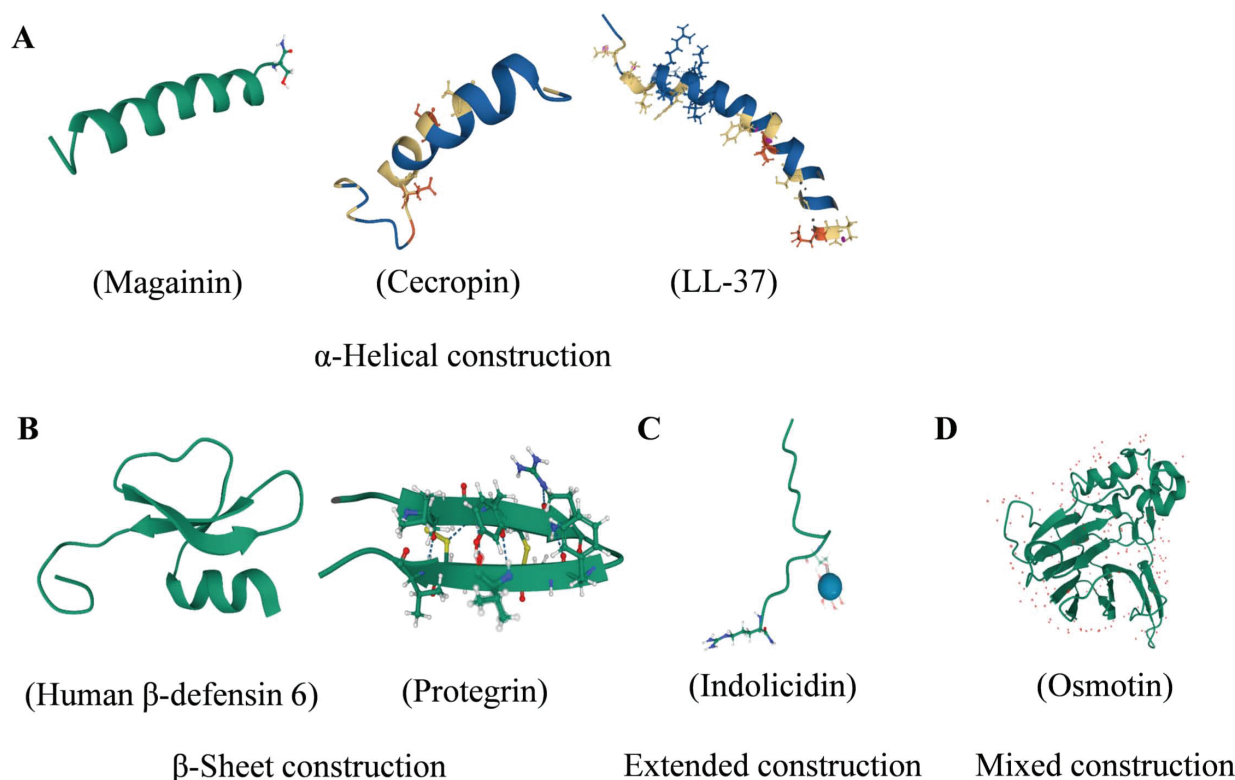 A
(Magainin)
(Cecropin)
(LL-37)
α-Helical construction
B
C
D
(Human β-defensin 6)
(Protegrin)
(Indolicidin)
(Osmotin)
β-Sheet construction
Extended construction
Mixed construction